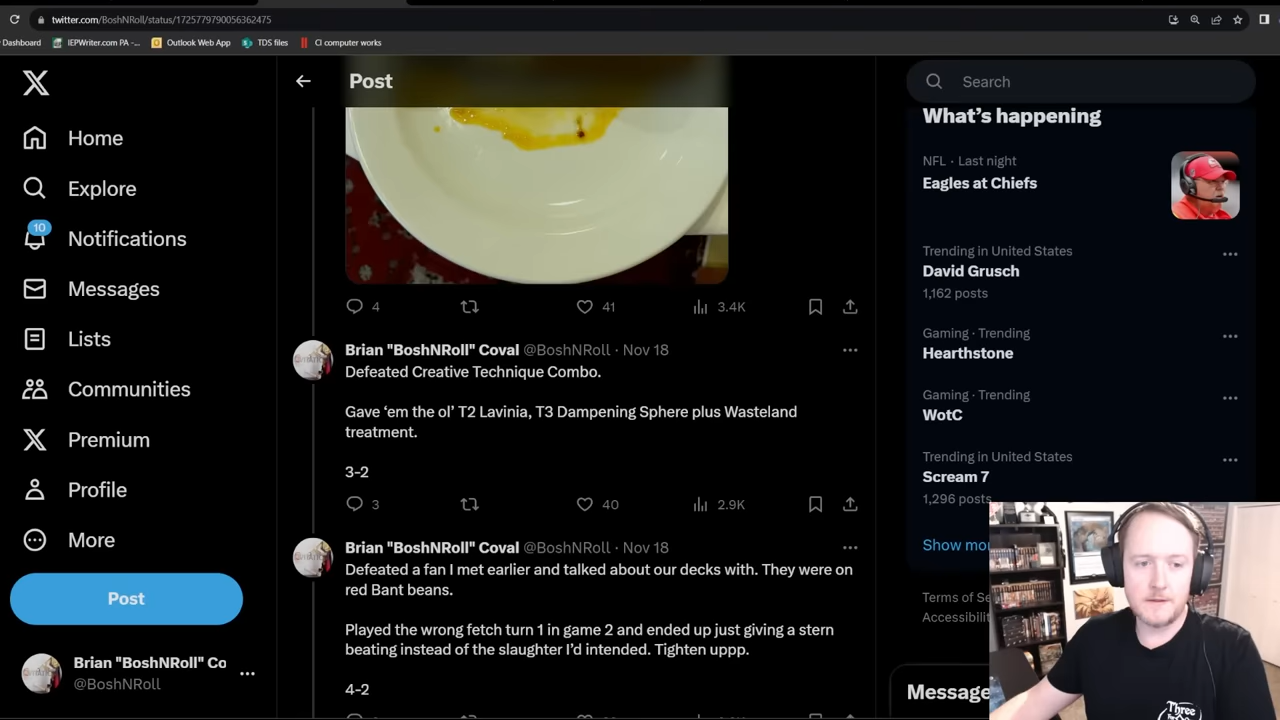 twitter.com/BoshNRoll/status/1725779790056362475
Dashboard
IEPWriter.com PA -...
Outlook Web App
TDS files
CI computer works
Post
Search
What's happening
Home
NFL · Last night
Eagles at Chiefs
Explore
10
Notifications
Trending in United States
David Grusch
1,162 posts
Messages
4
41
3.4K
Lists
Gaming · Trending
Hearthstone
Brian "BoshNRoll" Coval @BoshNRoll · Nov 18
Defeated Creative Technique Combo.
Communities
Gaming · Trending
WotC
Gave 'em the ol' T2 Lavinia, T3 Dampening Sphere plus Wasteland
treatment.
Premium
Trending in United States
Scream 7
1,296 posts
3-2
Profile
3
40
2.9K
More
Show mo
Brian "BoshNRoll" Coval @BoshNRoll · Nov 18
Defeated a fan I met earlier and talked about our decks with. They were on
red Bant beans.
Post
Terms of Se
Accessibili
Played the wrong fetch turn 1 in game 2 and ended up just giving a stern
beating instead of the slaughter I'd intended. Tighten uppp.
Brian "BoshNRoll" Co
@BoshNRoll
4-2
Message
Three